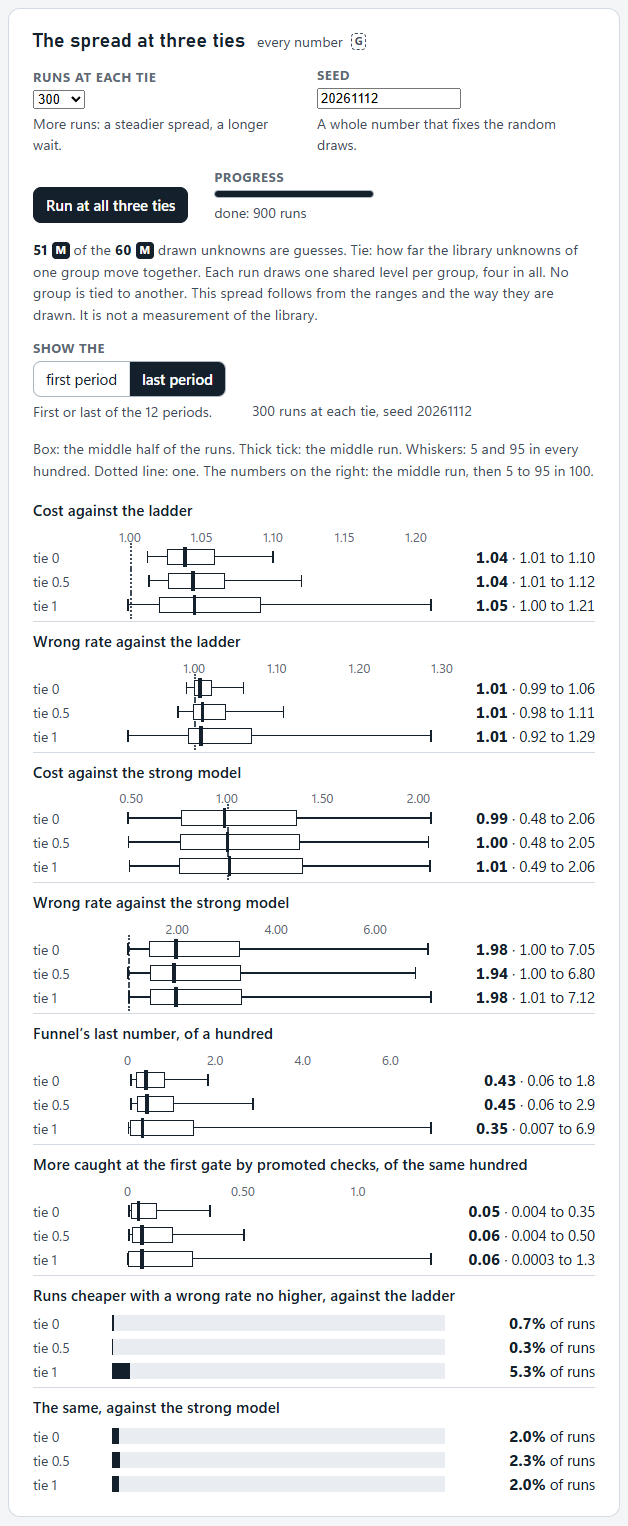 The spread at three ties every number G
RUNS AT EACH TIE
300
More runs: a steadier spread, a longer
wait.
SEED
20261112
A whole number that fixes the random
draws.
Run at all three ties
PROGRESS
done: 900 runs
51 M of the 60 M drawn unknowns are guesses. Tie: how far the library unknowns of
one group move together. Each run draws one shared level per group, four in all. No
group is tied to another. This spread follows from the ranges and the way they are
drawn. It is not a measurement of the library.
SHOW THE
first period last period
First or last of the 12 periods. 300 runs at each tie, seed 20261112
Box: the middle half of the runs. Thick tick: the middle run. Whiskers: 5 and 95 in every
hundred. Dotted line: one. The numbers on the right: the middle run, then 5 to 95 in 100.
Cost against the ladder
1.00 1.05 1.10 1.15 1.20
tie 0 1.04 · 1.01 to 1.10
tie 0.5 1.04 · 1.01 to 1.12
tie 1 1.05 · 1.00 to 1.21
Wrong rate against the ladder
1.00 1.10 1.20 1.30
tie 0 1.01 · 0.99 to 1.06
tie 0.5 1.01 · 0.98 to 1.11
tie 1 1.01 · 0.92 to 1.29
Cost against the strong model
0.50 1.00 1.50 2.00
tie 0 0.99 · 0.48 to 2.06
tie 0.5 1.00 · 0.48 to 2.05
tie 1 1.01 · 0.49 to 2.06
Wrong rate against the strong model
2.00 4.00 6.00
tie 0 1.98 · 1.00 to 7.05
tie 0.5 1.94 · 1.00 to 6.80
tie 1 1.98 · 1.01 to 7.12
Funnel's last number, of a hundred
0 2.0 4.0 6.0
tie 0 0.43 · 0.06 to 1.8
tie 0.5 0.45 · 0.06 to 2.9
tie 1 0.35 · 0.007 to 6.9
More caught at the first gate by promoted checks, of the same hundred
0 0.50 1.0
tie 0 0.05 · 0.004 to 0.35
tie 0.5 0.06 · 0.004 to 0.50
tie 1 0.06 · 0.0003 to 1.3
Runs cheaper with a wrong rate no higher, against the ladder
tie 0 0.7% of runs
tie 0.5 0.3% of runs
tie 1 5.3% of runs
The same, against the strong model
tie 0 2.0% of runs
tie 0.5 2.3% of runs
tie 1 2.0% of runs